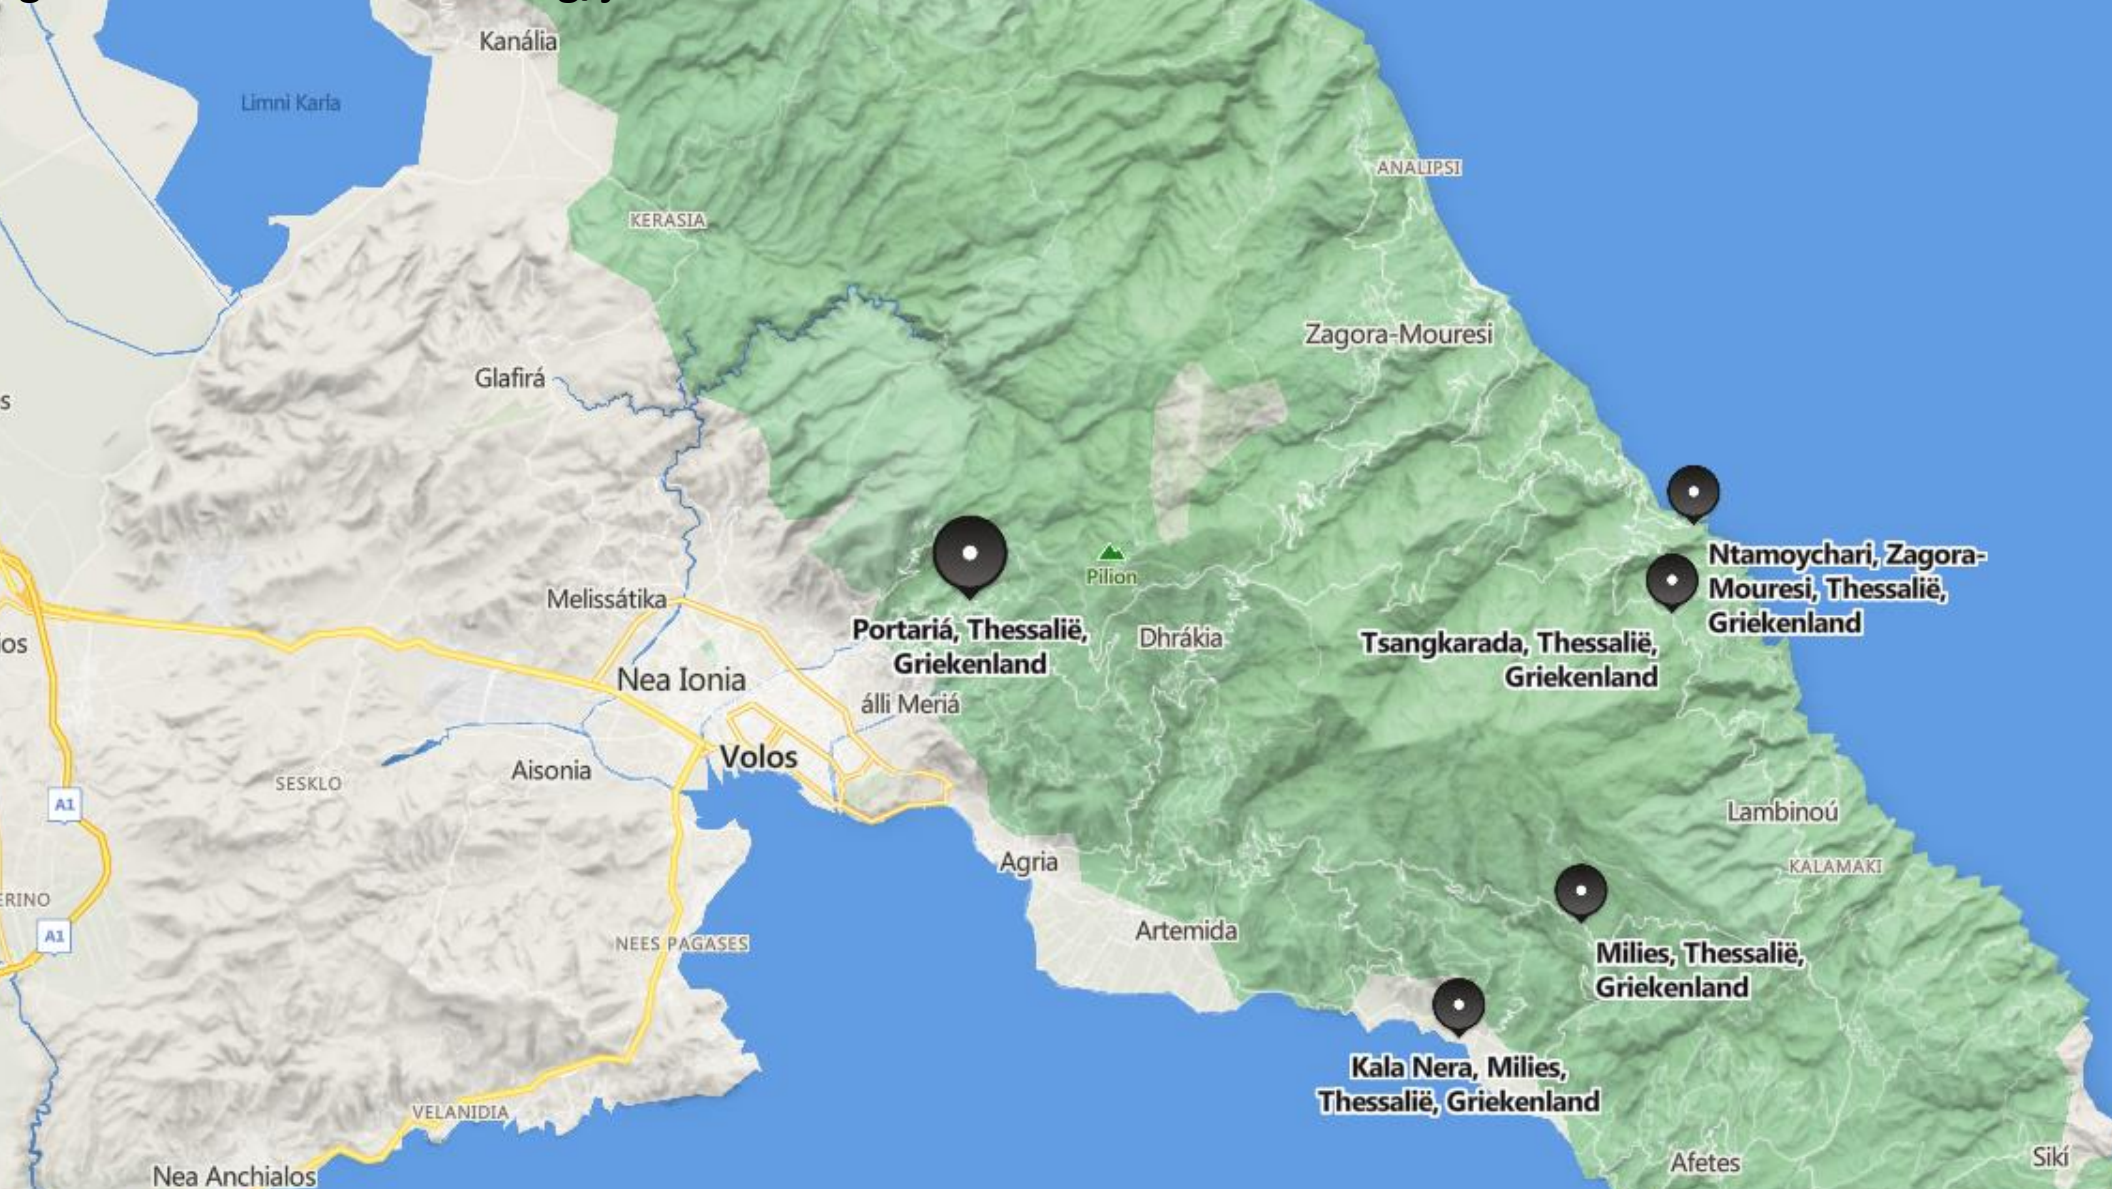 Kanália
Limni Karla
ANALIPSI
KERASIA
Zagora-Mouresi
Glafirá
s
Ntamoychari, Zagora-
Mouresi, Thessalië,
Griekenland
Pilion
Melissátika
Portariá, Thessalië,
Griekenland
Dhrákia
Tsangkarada, Thessalië,
Griekenland
ios
Nea Ionia
álli Meriá
Volos
Aisonia
SESKLO
A1
Lambinoú
Agria
KALAMAKI
ERINO
Artemida
A1
NEES PAGASES
Milies, Thessalië,
Griekenland
Kala Nera, Milies,
Thessalië, Griekenland
VELANIDIA
Nea Anchialos
Afetes
Sikí